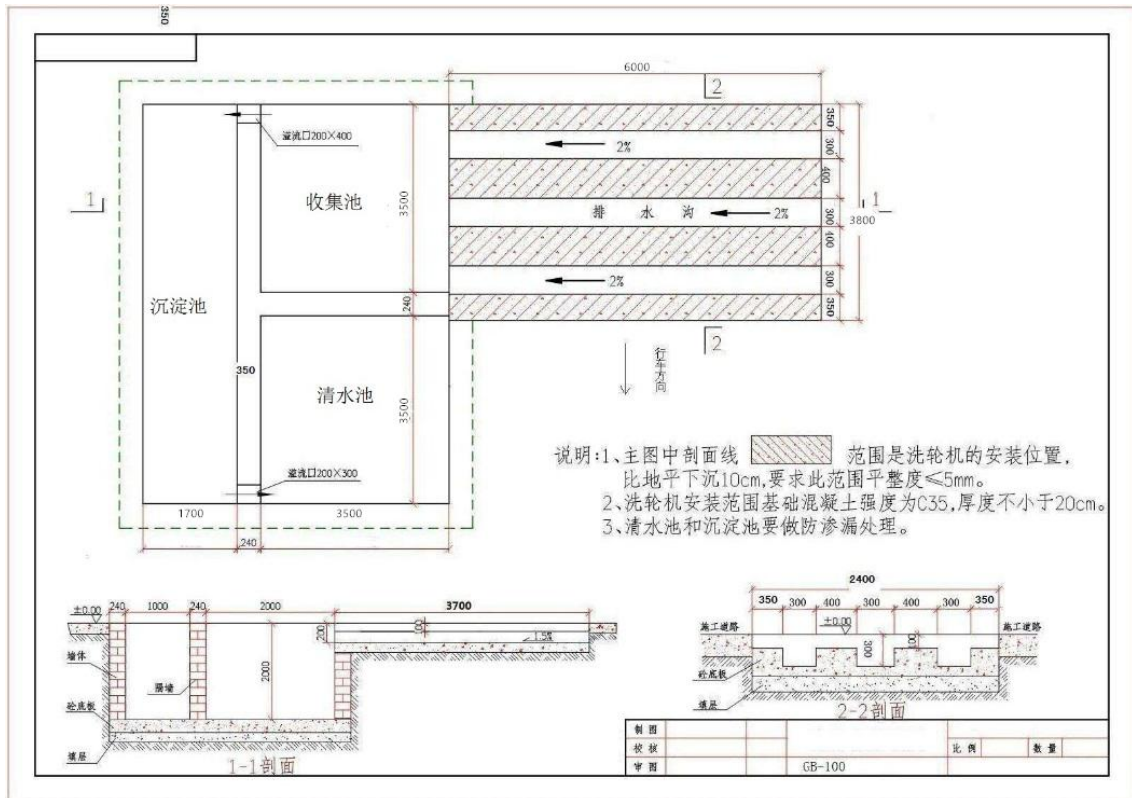 350
6000
2
溢流口200×400
2%
收集池
3500
350
300
400
300
400
300
350
3800
1
1
排 水 沟
2%
2%
沉淀池
240
350
清水池
3500
2
行车方向
溢流口200×300
1700
240
3500
说明:1、主图中剖面线 范围是洗轮机的安装位置,
比地平下沉10cm,要求此范围平整度≤5mm。
2、洗轮机安装范围基础混凝土强度为C35,厚度不小于20cm。
3、清水池和沉淀池要做防渗漏处理。
±0.00
240
1000
240
2000
3700
200
100
1.5%
2000
墙体
隔墙
砼底板
填层
1-1剖面
2400
350
300
400
300
400
300
350
施工道路
±0.00
施工道路
300
100
砼底板
填层
2-2剖面
制 图
校 核
比 例
数 量
审 图
GB-100